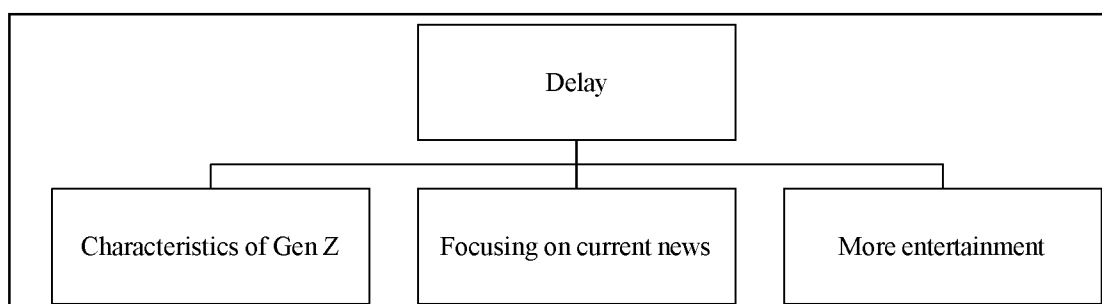 Delay
Characteristics of Gen Z
Focusing on current news
More entertainment